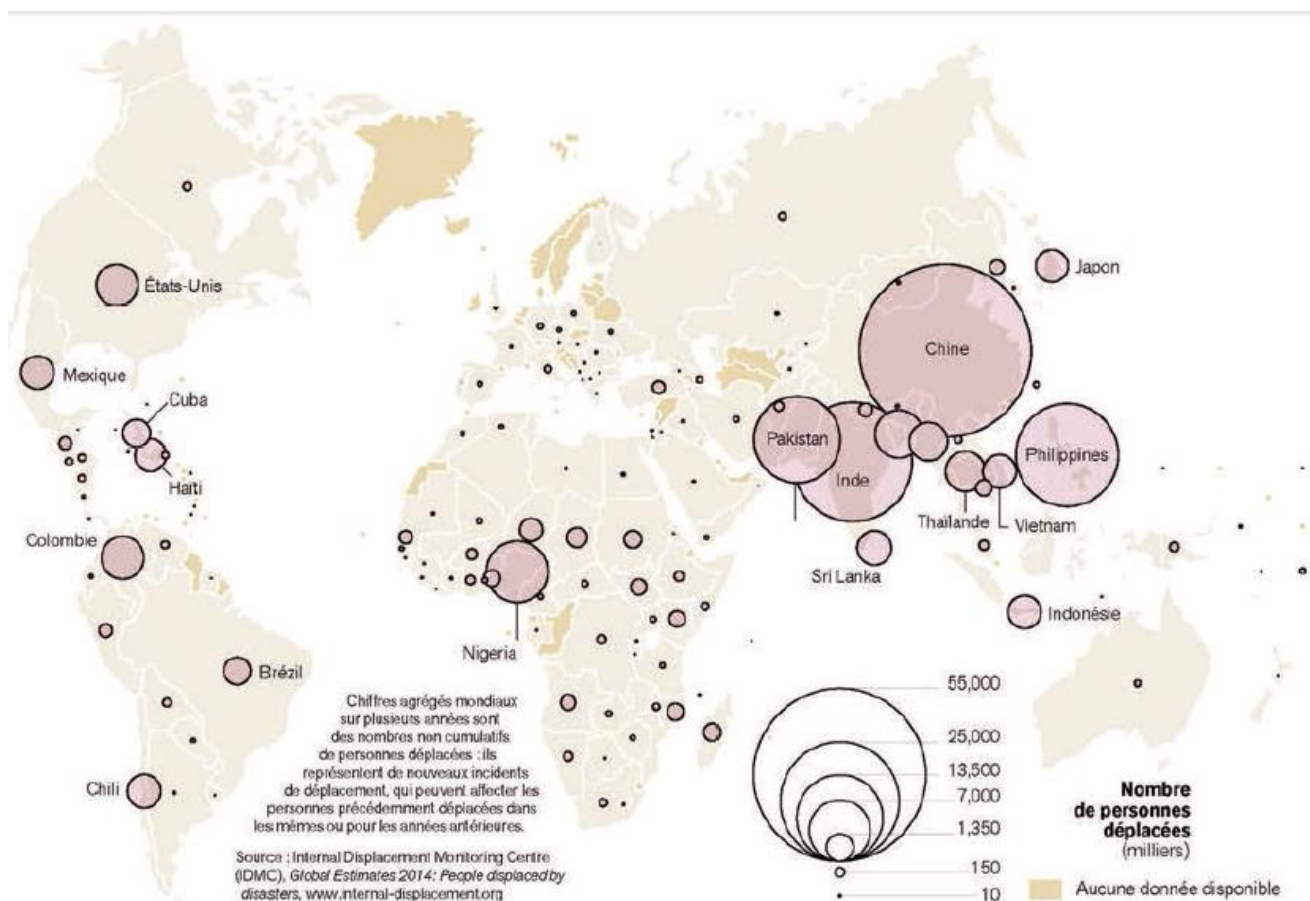 Japon
États-Unis
Chine
Mexique
Cuba
Pakistan
Philippines
Inde
Haïti
Thaïlande
Vietnam
Colombie
Sri Lanka
Indonésie
Nigeria
Brézil
Chiffres agrégés mondiaux
sur plusieurs années sont
des nombres non cumulatifs
de personnes déplacées : ils
représentent de nouveaux incidents
de déplacement, qui peuvent affecter les
personnes précédemment déplacées dans
les mêmes ou pour les années antérieures.
Chili
Source : Internal Displacement Monitoring Centre
(IDMC), Global Estimates 2014: People displaced by
disasters, www.internal-displacement.org
55,000
25,000
13,500
7,000
1,350
150
10
Nombre
de personnes
déplacées
(milliers)
Aucune donnée disponible